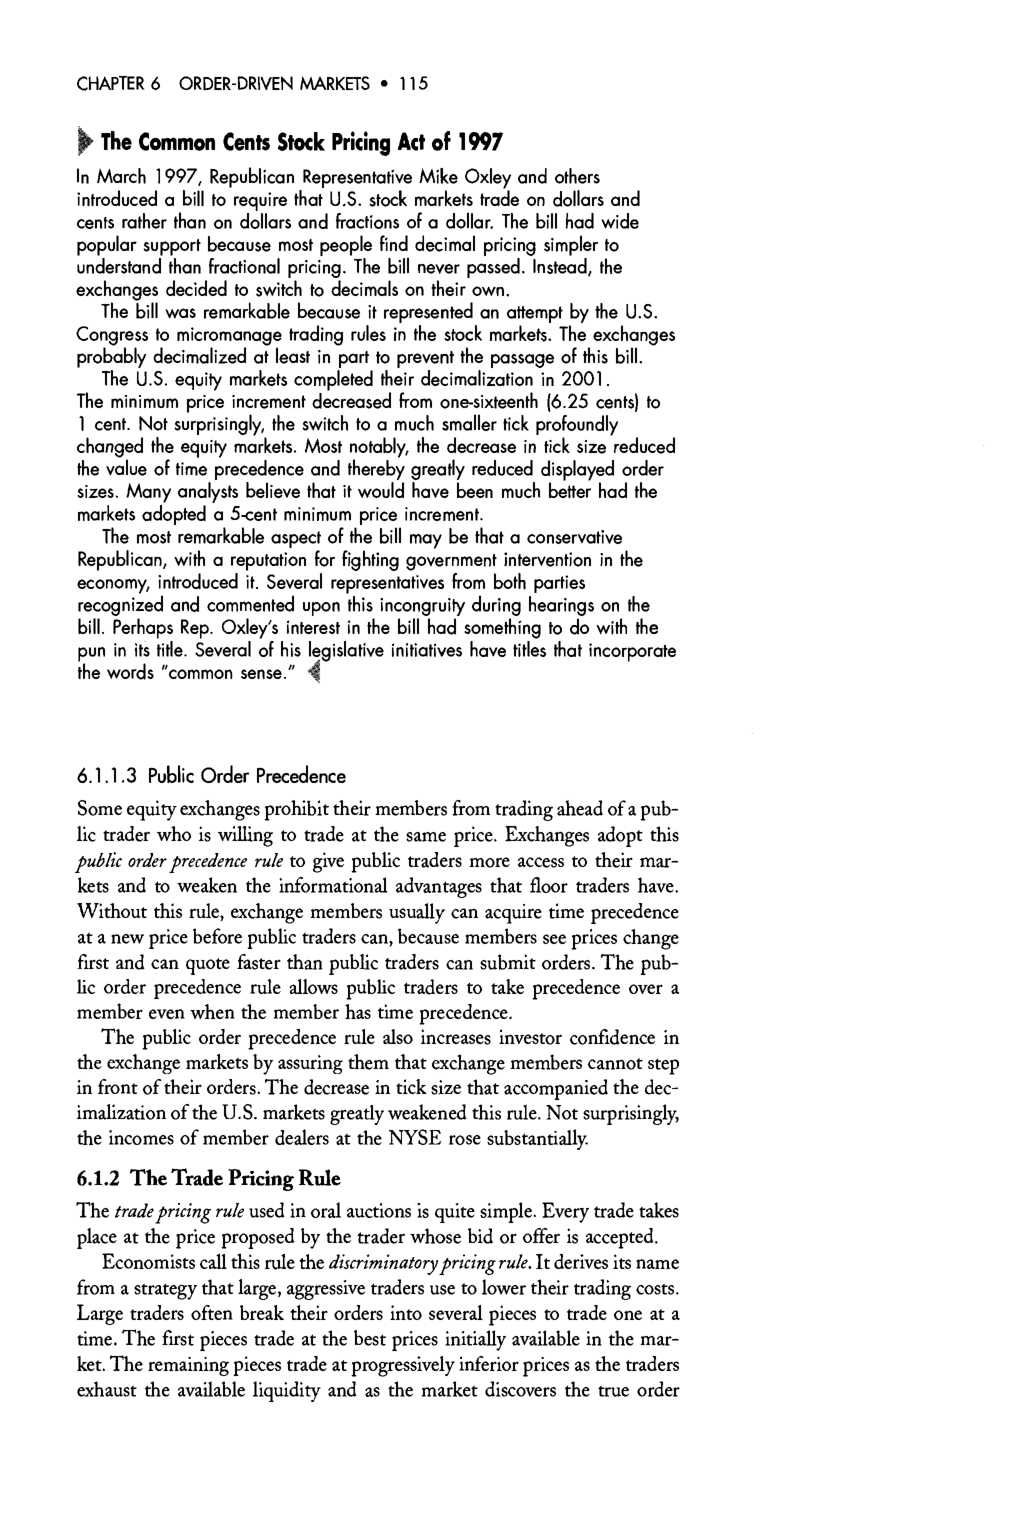 CHAPTER 6 ORDER-DRIVEN MARKETS • 115
The Common Cents Stock Pricing Act of 1997
In March 1997, Republican Representative Mike Oxley and others
introduced a bill to require that U.S. stock markets trade on dollars and
cents rather than on dollars and fractions of a dollar. The bill had wide
popular support because most people find decimal pricing simpler to
understand than fractional pricing. The bill never passed. Instead, the
exchanges decided to switch to decimals on their own.
The bill was remarkable because it represented an attempt by the U.S.
Congress to micromanage trading rules in the stock markets. The exchanges
probably decimalized at least in part to prevent the passage of this bill.
The U.S. equity markets completed their decimalization in 2001.
The minimum price increment decreased from one-sixteenth (6.25 cents) to
1 cent. Not surprisingly, the switch to a much smaller tick profoundly
changed the equity markets. Most notably, the decrease in tick size reduced
the value of time precedence and thereby greatly reduced displayed order
sizes. Many analysts believe that it would have been much better had the
markets adopted a 5-cent minimum price increment.
The most remarkable aspect of the bill may be that a conservative
Republican, with a reputation for fighting government intervention in the
economy, introduced it. Several representatives from both parties
recognized and commented upon this incongruity during hearings on the
bill. Perhaps Rep. Oxley's interest in the bill had something to do with the
pun in its title. Several of his legislative initiatives have titles that incorporate
the words "common sense."
6.1.1.3 Public Order Precedence
Some equity exchanges prohibit their members from trading ahead of a pub-
lic trader who is willing to trade at the same price. Exchanges adopt this
public order precedence rule to give public traders more access to their mar-
kets and to weaken the informational advantages that floor traders have.
Without this rule, exchange members usually can acquire time precedence
at a new price before public traders can, because members see prices change
first and can quote faster than public traders can submit orders. The pub-
lic order precedence rule allows public traders to take precedence over a
member even when the member has time precedence.
The public order precedence rule also increases investor confidence in
the exchange markets by assuring them that exchange members cannot step
in front of their orders. The decrease in tick size that accompanied the dec-
imalization of the U.S. markets greatly weakened this rule. Not surprisingly,
the incomes of member dealers at the NYSE rose substantially.
6.1.2 The Trade Pricing Rule
The trade pricing rule used in oral auctions is quite simple. Every trade takes
place at the price proposed by the trader whose bid or offer is accepted.
Economists call this rule the discriminatory pricing rule. It derives its name
from a strategy that large, aggressive traders use to lower their trading costs.
Large traders often break their orders into several pieces to trade one at a
time. The first pieces trade at the best prices initially available in the mar-
ket. The remaining pieces trade at progressively inferior prices as the traders
exhaust the available liquidity and as the market discovers the true order